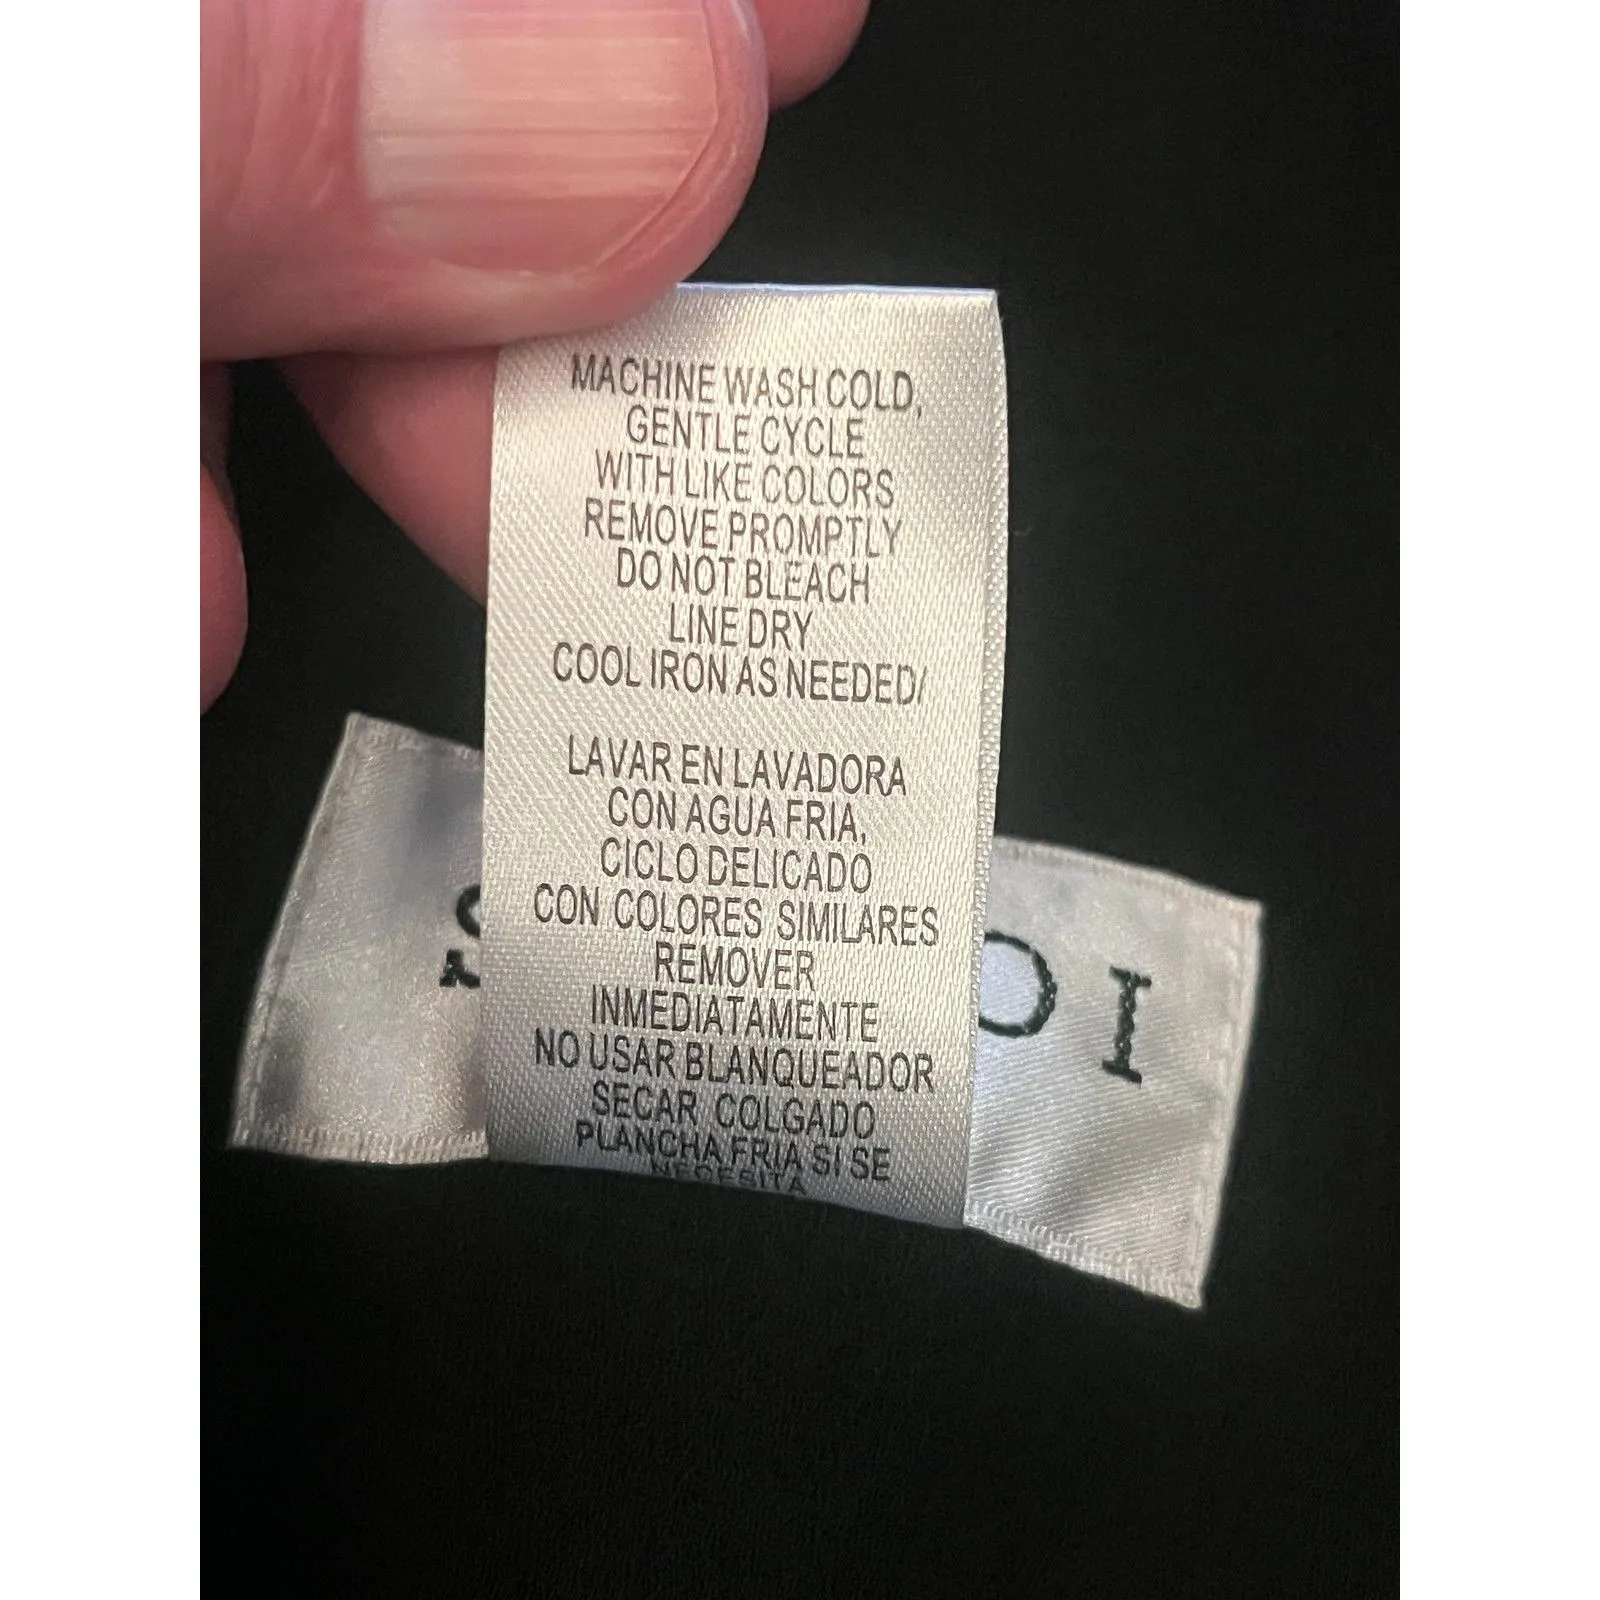 MACHINE WASH COLD,
GENTLE CYCLE
WITH LIKE COLORS
REMOVE PROMPTLY
DO NOT BLEACH
LINE DRY
COOL IRON AS NEEDED/
LAVAR EN LAVADORA
CON AGUA FRIA,
CICLO DELICADO
CON COLORES SIMILARES
REMOVER
INMEDIATAMENTE
NO USAR BLANQUEADOR
SECAR COLGADO
PLANCHA FRIA SI SE
NECESITA